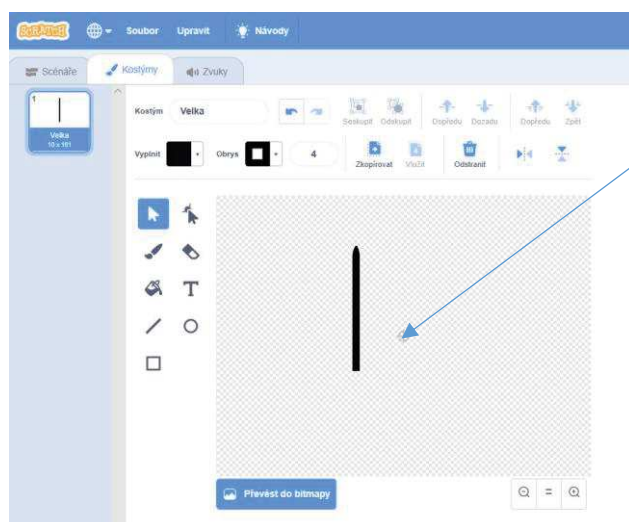 SCRATCH Soubor Upravit Návody
Scénáře Kostýmy Zvuky
1
Velka
10 x 161
Kostým Velka Seskupit Odskupit Dopředu Dozadu Dopředu Zpět
Vyplnit Obrys 4 Zkopírovat Vložit Odstranit
T
Převést do bitmapy =